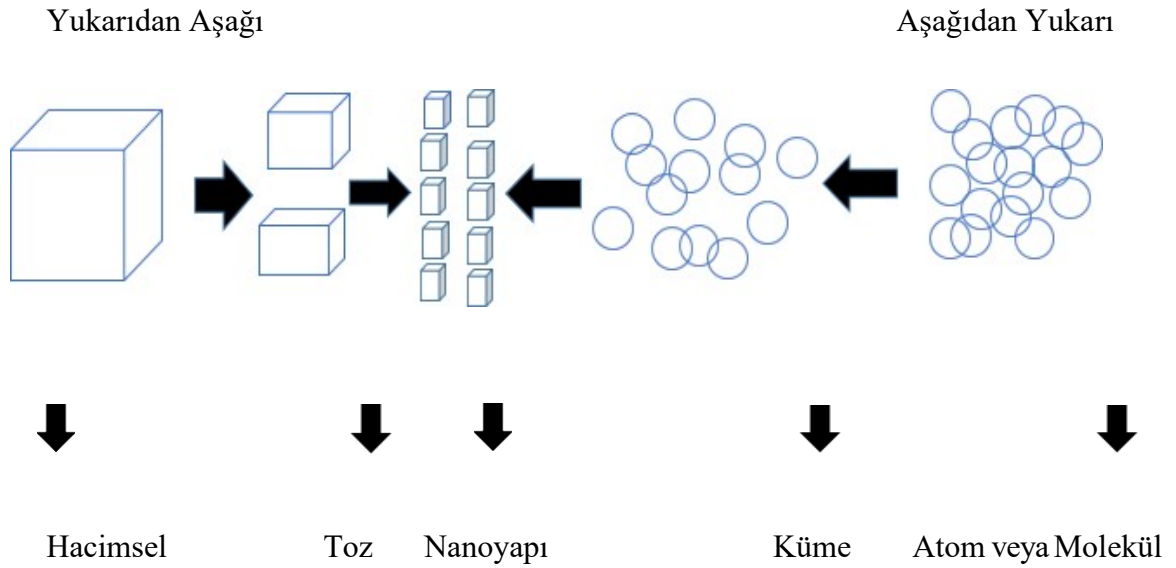 Yukarıdan Aşağı Aşağıdan Yukarı
Hacimsel Toz Nanoyapı Küme Atom veya Molekül